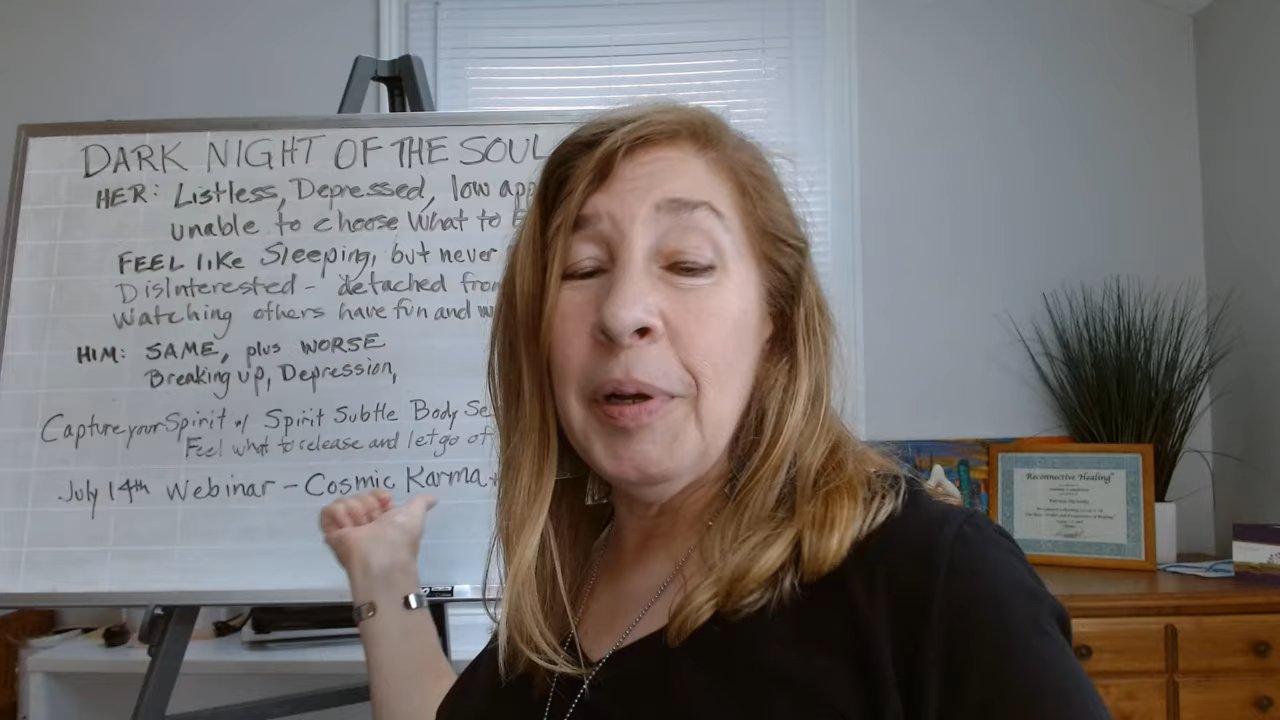 DARK NIGHT OF THE SOUL
HER: Listless, Depressed, low app
unable to choose what to
FEEL like Sleeping, but never
DisInterested - detached from
Watching others have fun and
HIM: SAME, plus WORSE
Breaking up, Depression,
Capture your Spirit w/ Spirit Subtle Body Se
Feel what to release and let go of
July 14th Webinar - Cosmic Karma
Reconnective Healing